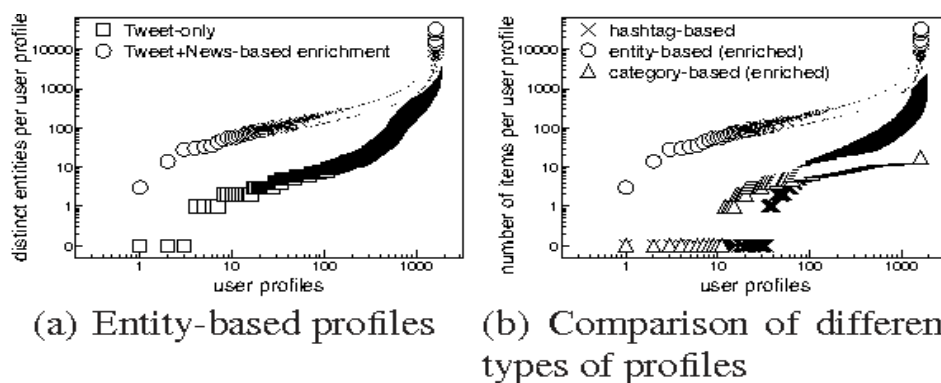 Tweet-only
Tweet+News-based enrichment
distinct entities per user profile
10000
1000
100
10
1
0
1 10 100 1000
user profiles
(a) Entity-based profiles
hashtag-based
entity-based (enriched)
category-based (enriched)
number of items per user profile
10000
1000
100
10
1
0
1 10 100 1000
user profiles
(b) Comparison of differen
types of profiles